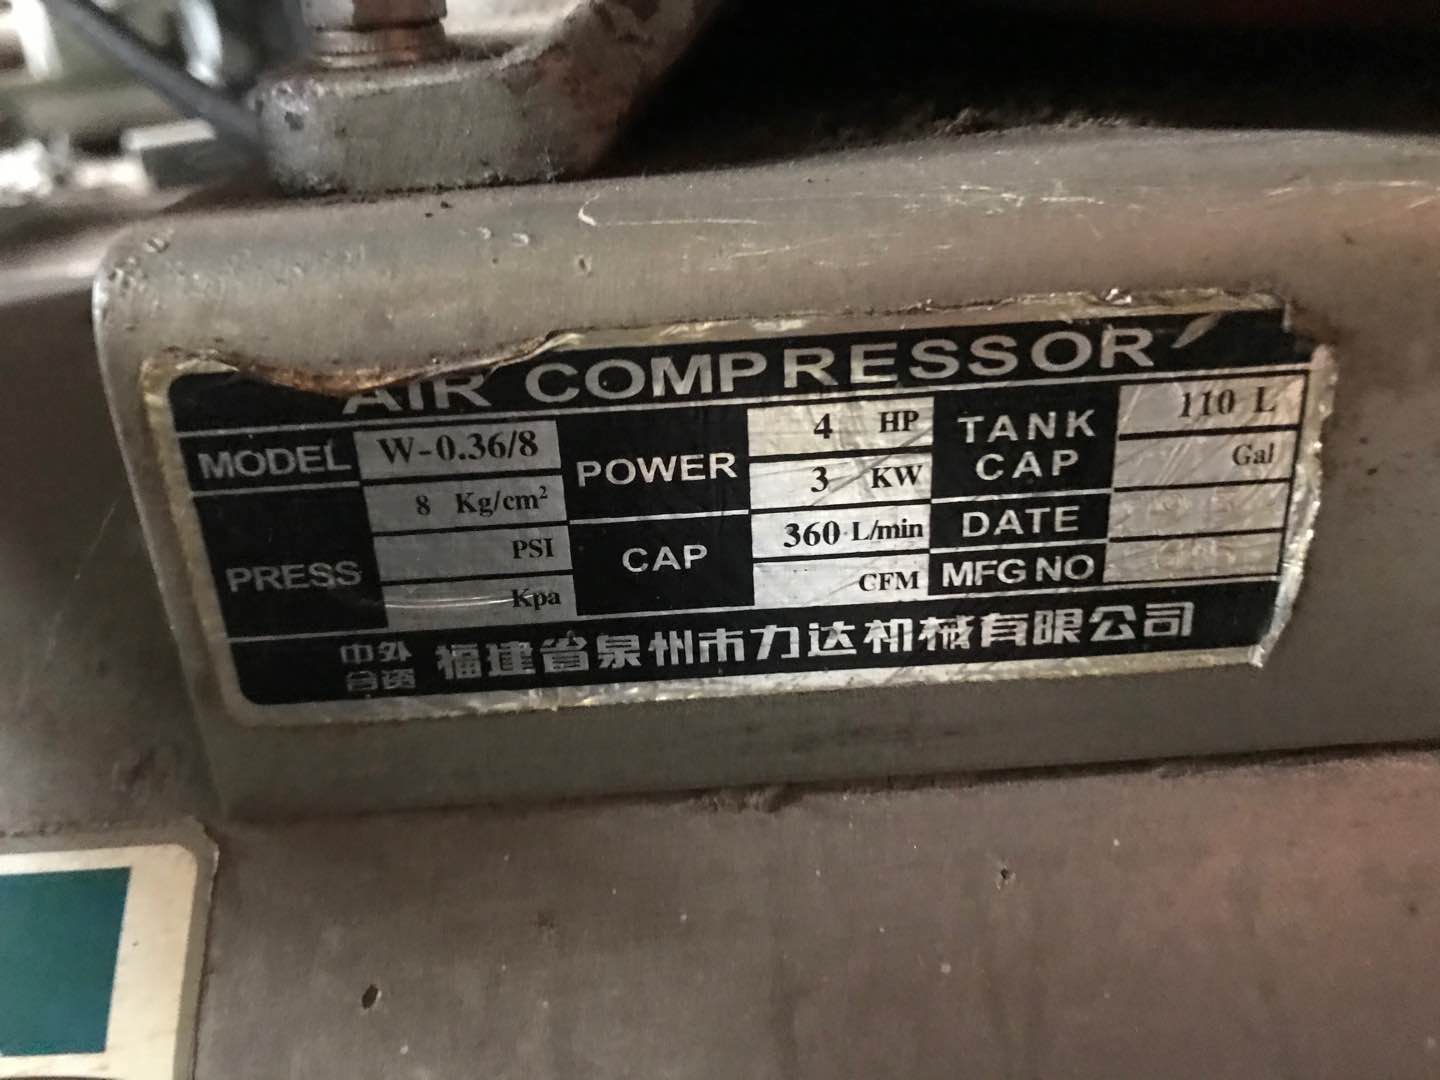 AIR COMPRESSOR
MODEL W-0.36/8 POWER 4 HP TANK CAP 110 L
3 KW Gal
PRESS 8 Kg/cm² CAP 360 L/min DATE
PSI CFM MFG NO
Kpa
中外合资 福建省泉州市力达机械有限公司